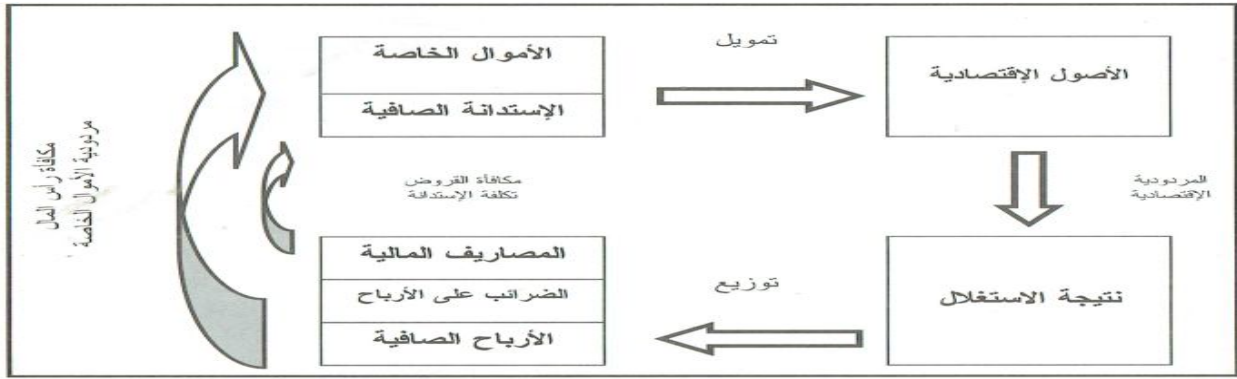 الأموال الخاصة
الإستدانة الصافية
تمويل
الأصول الإقتصادية
المردودية
الإقتصادية
نتيجة الاستغلال
توزيع
المصاريف المالية
الضرائب على الأرباح
الأرباح الصافية
مكافأة القروض
تكلفة الإستدانة
مكافأة رأس المال
مردودية الأموال الخاصة